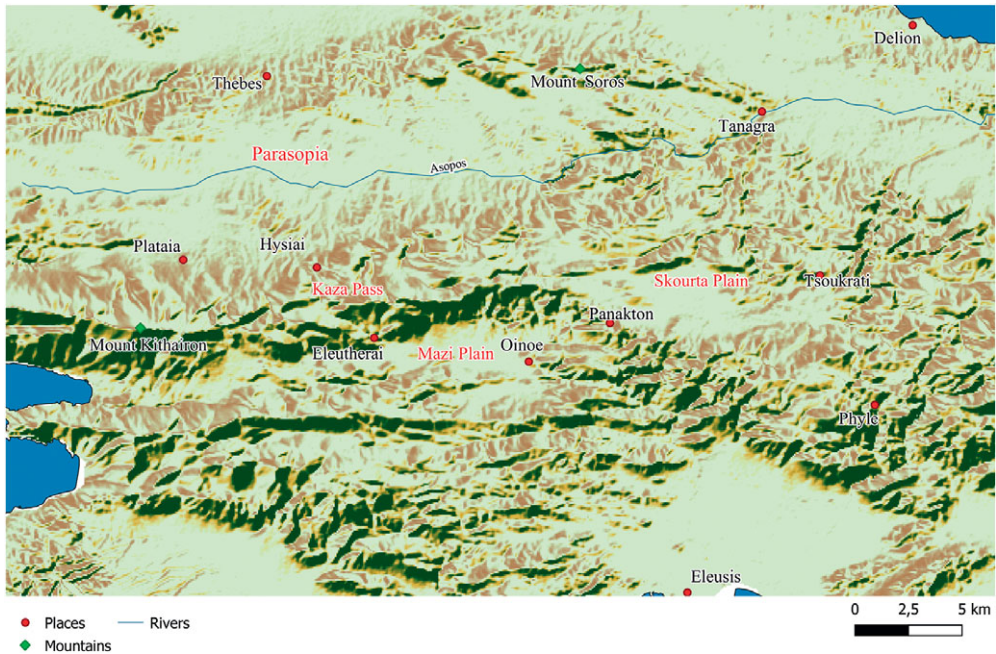 Delion
Thebes
Mount Soros
Tanagra
Parasopia
Asopos
Plataia
Hysiai
Kaza Pass
Skourta Plain
Tsoukrati
Panakton
Mount Kithairon
Eleutherai
Mazi Plain
Oinoe
Phyle
Eleusis
Places
Rivers
Mountains
0 2,5 5 km